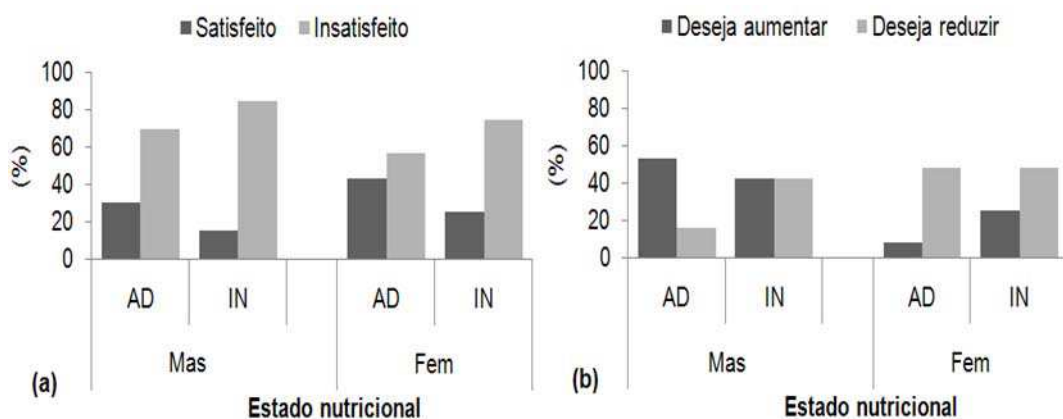 Satisfeito Insatisfeito
100
80
60
40
20
0
(%)
AD IN AD IN
Mas Fem
(a)
Estado nutricional
Deseja aumentar Deseja reduzir
100
80
60
40
20
0
(%)
AD IN AD IN
Mas Fem
(b)
Estado nutricional